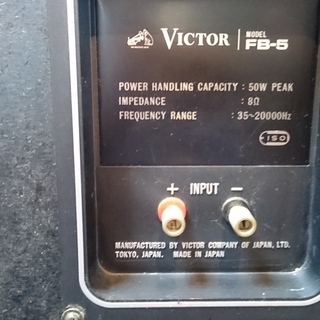 VICTOR MODEL FB-5
POWER HANDLING CAPACITY : 50W PEAK
IMPEDANCE : 8Ω
FREQUENCY RANGE : 35~20000Hz
ISO
+ INPUT −
MANUFACTURED BY VICTOR COMPANY OF JAPAN, LTD.
TOKYO, JAPAN. MADE IN JAPAN